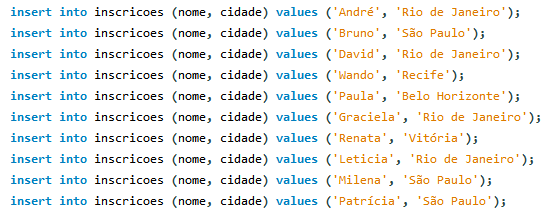 insert into inscricoes (nome, cidade) values ('André', 'Rio de Janeiro');
insert into inscricoes (nome, cidade) values ('Bruno', 'São Paulo');
insert into inscricoes (nome, cidade) values ('David', 'Rio de Janeiro');
insert into inscricoes (nome, cidade) values ('Wando', 'Recife');
insert into inscricoes (nome, cidade) values ('Paula', 'Belo Horizonte');
insert into inscricoes (nome, cidade) values ('Graciela', 'Rio de Janeiro');
insert into inscricoes (nome, cidade) values ('Renata', 'Vitória');
insert into inscricoes (nome, cidade) values ('Letícia', 'Rio de Janeiro');
insert into inscricoes (nome, cidade) values ('Milena', 'São Paulo');
insert into inscricoes (nome, cidade) values ('Patrícia', 'São Paulo');